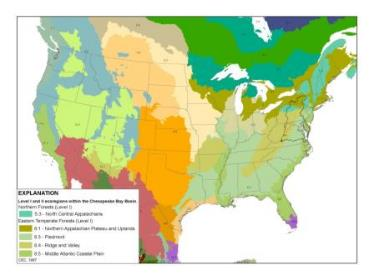 EXPLANATION
Level I and II ecoregions within the Chesapeake Bay Basin
Northern Forests (Level I)
5.3 - North Central Appalachians
Eastern Temperate Forests (Level I)
8.1 - Northern Appalachian Plateau and Uplands
8.3 - Piedmont
8.4 - Ridge and Valley
8.5 - Middle Atlantic Coastal Plain
CEC, 1997